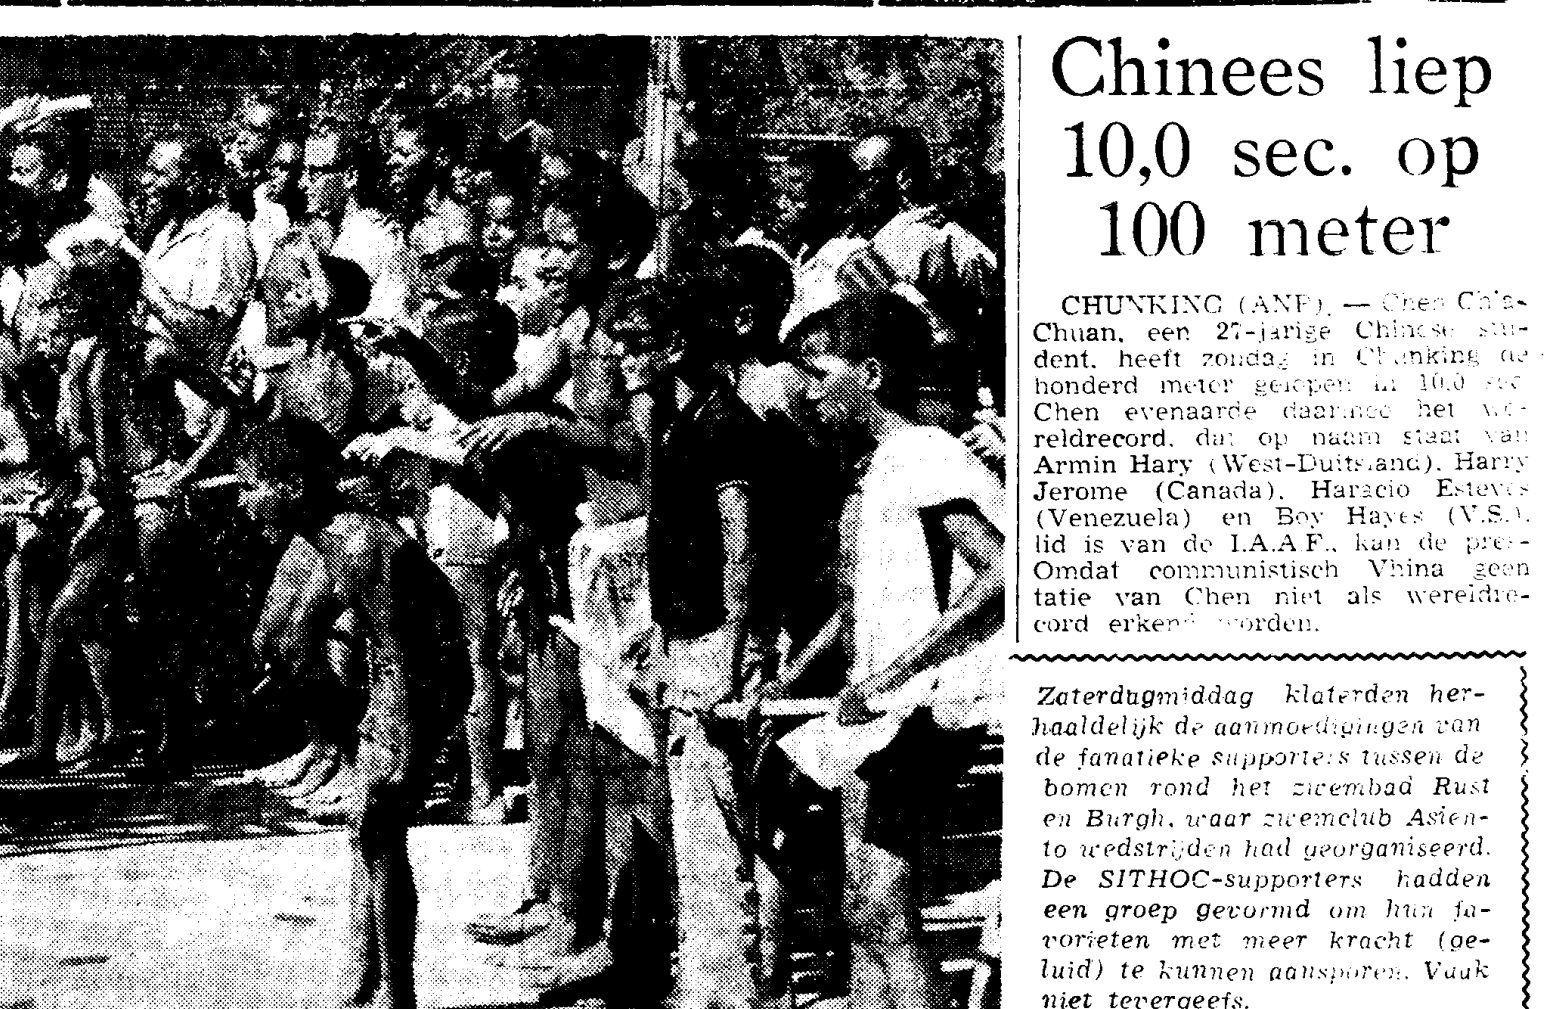 Chinees liep
10,0 sec. op
100 meter
CHUNKING (ANP). — Chen Chia-
Chuan, een 27-jarige Chinese stu-
dent, heeft zondag in Chunking de
honderd meter gelopen in 10,0 sec.
Chen evenaarde daarmee het we-
reldrecord, dat op naam staat van
Armin Hary (West-Duitsland), Harry
Jerome (Canada), Haracio Esteves
(Venezuela) en Boy Hayes (V.S.).
lid is van de I.A.A.F., kan de pres-
Omdat communistisch Vhina geen
tatie van Chen niet als wereldre-
cord erkend worden.
Zaterdagmiddag klaterden her-
haaldelijk de aanmoedigingen van
de fanatieke supporters tussen de
bomen rond het zwembad Rust
en Burgh, waar zwemclub Asien-
to wedstrijden had georganiseerd.
De SITHOC-supporters hadden
een groep gevormd om hun fa-
vorieten met meer kracht (ge-
luid) te kunnen aansporen. Vaak
niet tevergeefs.